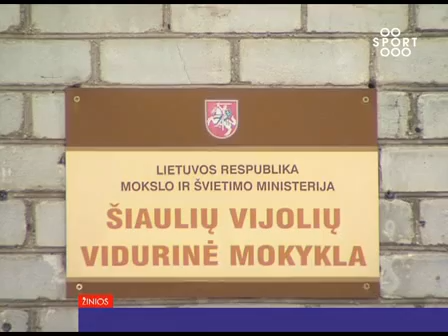 SPORT
LIETUVOS RESPUBLIKA
MOKSLO IR ŠVIETIMO MINISTERIJA
ŠIAULIŲ VIJOLIŲ
VIDURINĖ MOKYKLA
ŽINIOS